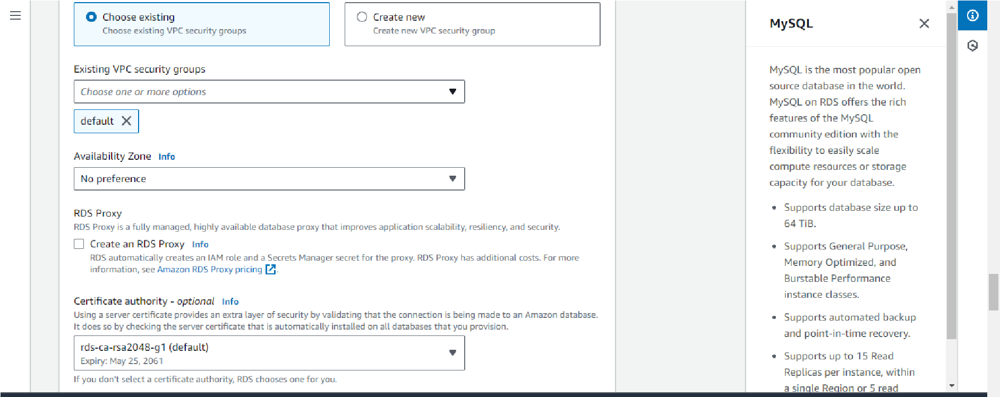 Choose existing
Choose existing VPC security groups
Create new
Create new VPC security group
Existing VPC security groups
Choose one or more options
default
Availability Zone Info
No preference
RDS Proxy
RDS Proxy is a fully managed, highly available database proxy that improves application scalability, resiliency, and security.
Create an RDS Proxy Info
RDS automatically creates an IAM role and a Secrets Manager secret for the proxy. RDS Proxy has additional costs. For more
information, see Amazon RDS Proxy pricing.
Certificate authority - optional Info
Using a server certificate provides an extra layer of security by validating that the connection is being made to an Amazon database.
It does so by checking the server certificate that is automatically installed on all databases that you provision.
rds-ca-rsa2048-g1 (default)
Expiry: May 25, 2061
If you don't select a certificate authority, RDS chooses one for you.
MySQL
MySQL is the most popular open
source database in the world.
MySQL on RDS offers the rich
features of the MySQL
community edition with the
flexibility to easily scale
compute resources or storage
capacity for your database.
• Supports database size up to
64 TiB.
• Supports General Purpose,
Memory Optimized, and
Burstable Performance
instance classes.
• Supports automated backup
and point-in-time recovery.
• Supports up to 15 Read
Replicas per instance, within
a single Region or 5 read